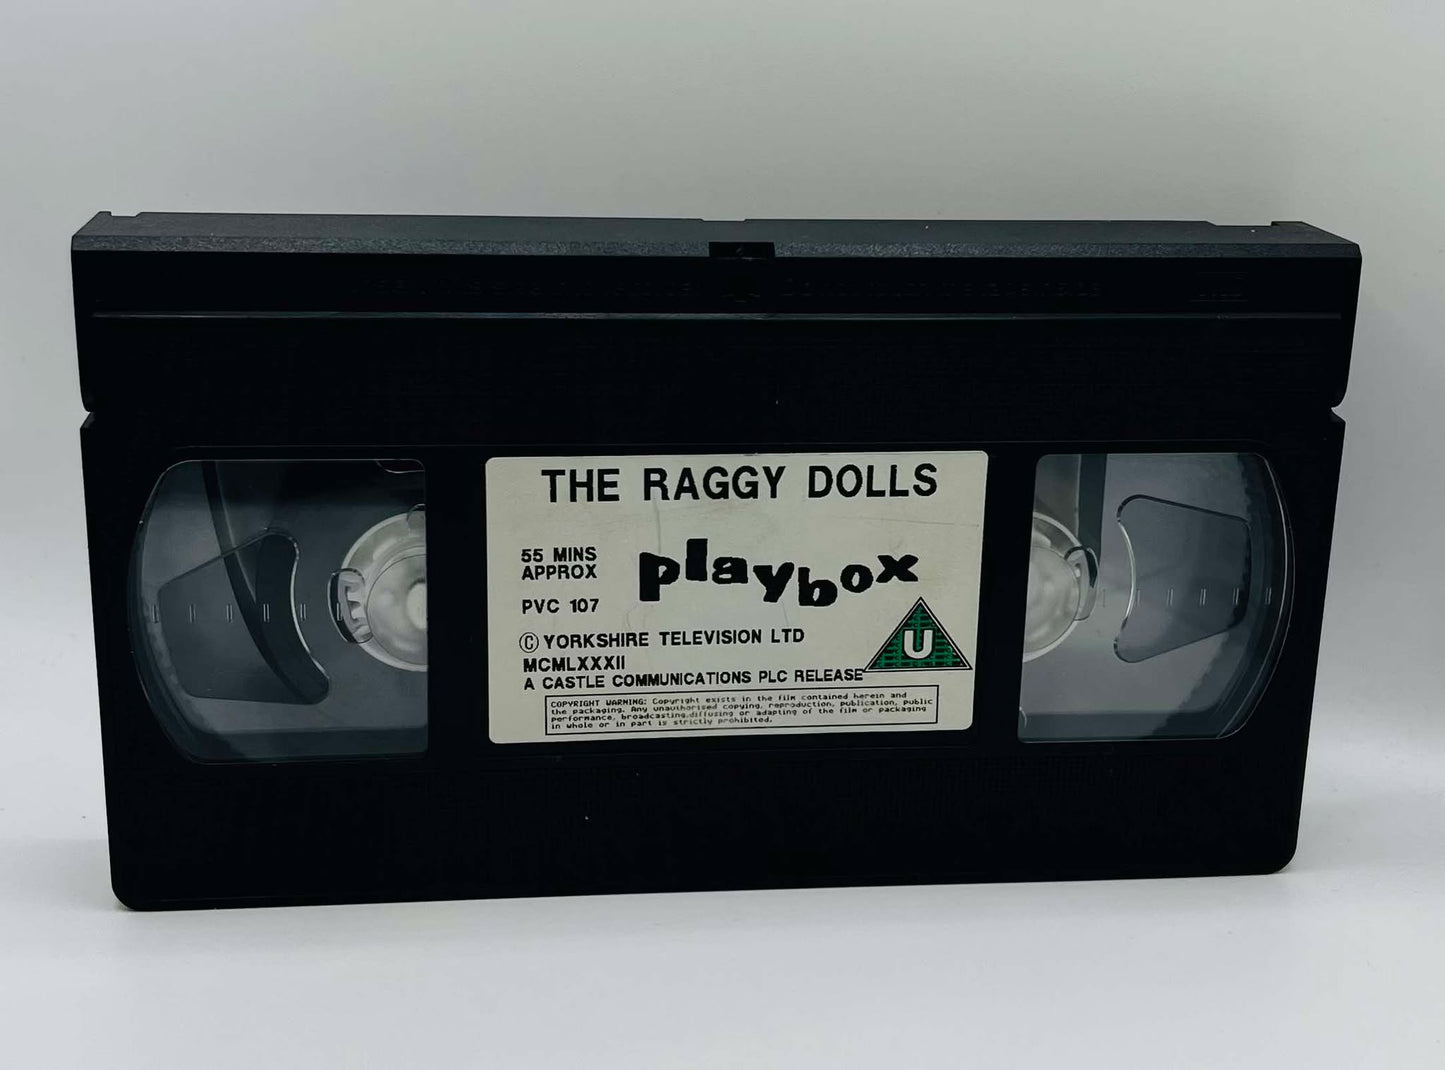 THE RAGGY DOLLS
55 MINS
APPROX
playbox
PVC 107
© YORKSHIRE TELEVISION LTD
MCMLXXXII
A CASTLE COMMUNICATIONS PLC RELEASE
U
COPYRIGHT WARNING: Copyright exists in the film contained herein and
the packaging. Any unauthorised copying, reproduction, publication, public
performance, broadcasting,diffusing or adapting of the film or packaging
in whole or in part is strictly prohibited.